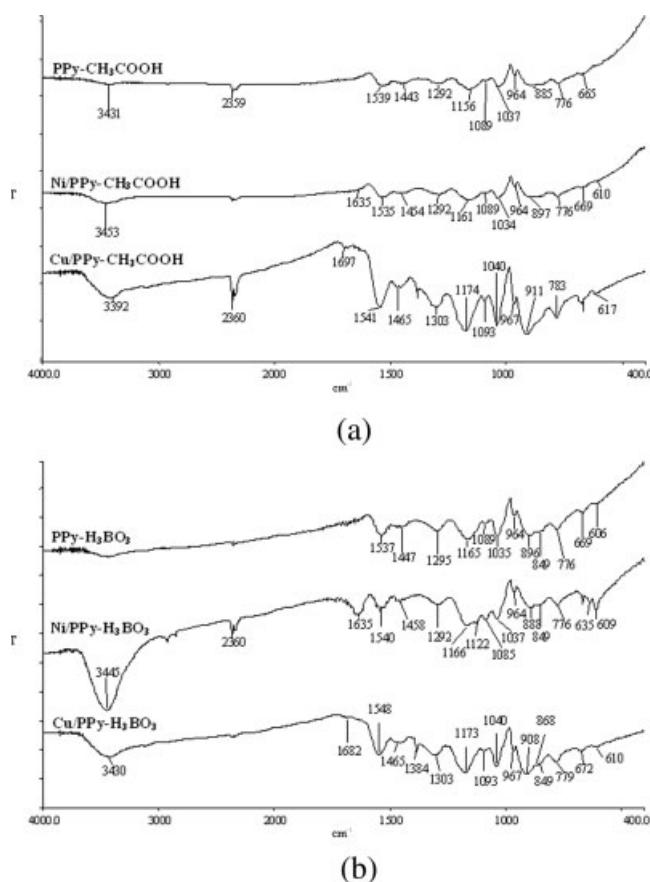 PPy-CH₃COOH
3431
2359
1539 1443 1292 1156 1089 1037 964 885 776 665
Ni/PPy-CH₃COOH
3453
1635 1535 1454 1292 1161 1089 1034 964 897 776 669 610
T
Cu/PPy-CH₃COOH
3392
2360
1697 1541 1465 1303 1174 1093 1040 967 911 783 617
4000.0 3000 2000 1500 1000 400.0
cm⁻¹
(a)
PPy-H₃BO₃
1537 1447 1295 1165 1089 1035 964 896 849 776 669 606
Ni/PPy-H₃BO₃
3445
2360
1635 1540 1458 1292 1166 1122 1085 1037 964 888 849 776 635 609
Cu/PPy-H₃BO₃
3430
1682 1548 1465 1384 1303 1173 1093 1040 967 908 868 849 779 672 610
4000.0 3000 2000 1500 1000 400.0
cm⁻¹
(b)